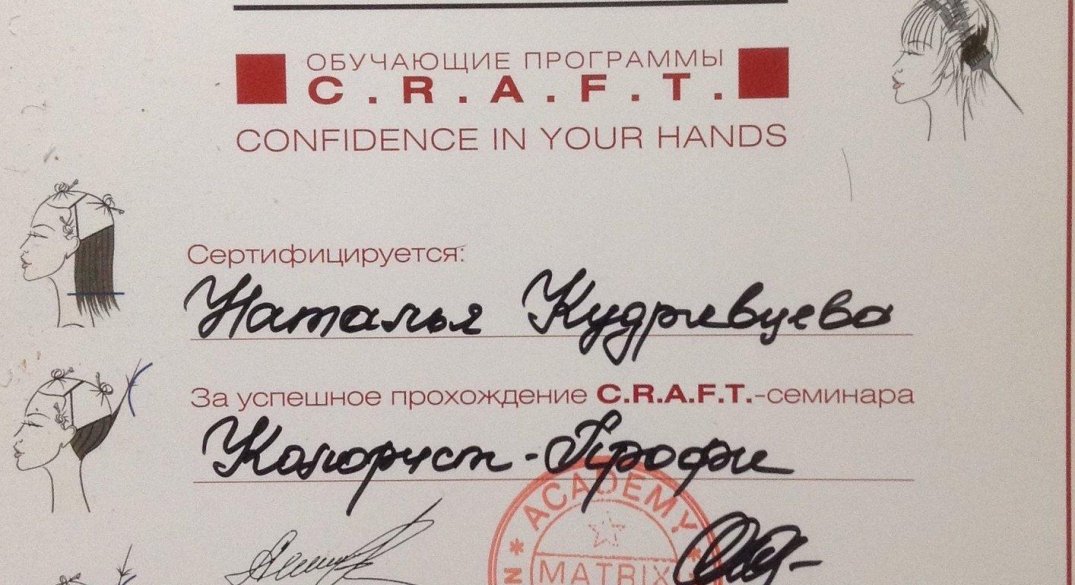 ОБУЧАЮЩИЕ ПРОГРАММЫ
C.R.A.F.T.
CONFIDENCE IN YOUR HANDS
Сертифицируется:
Наталья Кудрявцева
За успешное прохождение C.R.A.F.T.-семинара
Колорист-Профи
ACADEMY
MATRIX